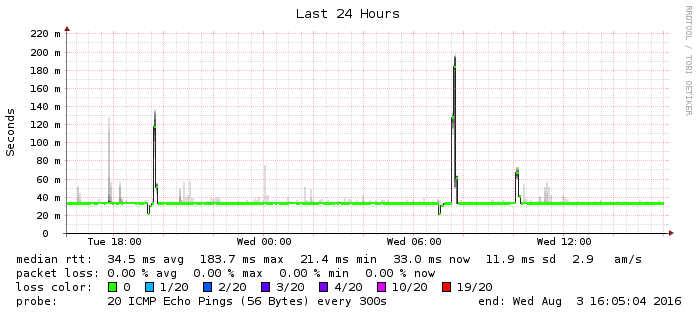 Last 24 Hours
RRDTOOL / TOBI OETIKER
Seconds
220 m
200 m
180 m
160 m
140 m
120 m
100 m
80 m
60 m
40 m
20 m
0
Tue 18:00 Wed 00:00 Wed 06:00 Wed 12:00
median rtt: 34.5 ms avg 183.7 ms max 21.4 ms min 33.0 ms now 11.9 ms sd 2.9 am/s
packet loss: 0.00 % avg 0.00 % max 0.00 % min 0.00 % now
loss color: 0 1/20 2/20 3/20 4/20 10/20 19/20
probe: 20 ICMP Echo Pings (56 Bytes) every 300s end: Wed Aug 3 16:05:04 2016